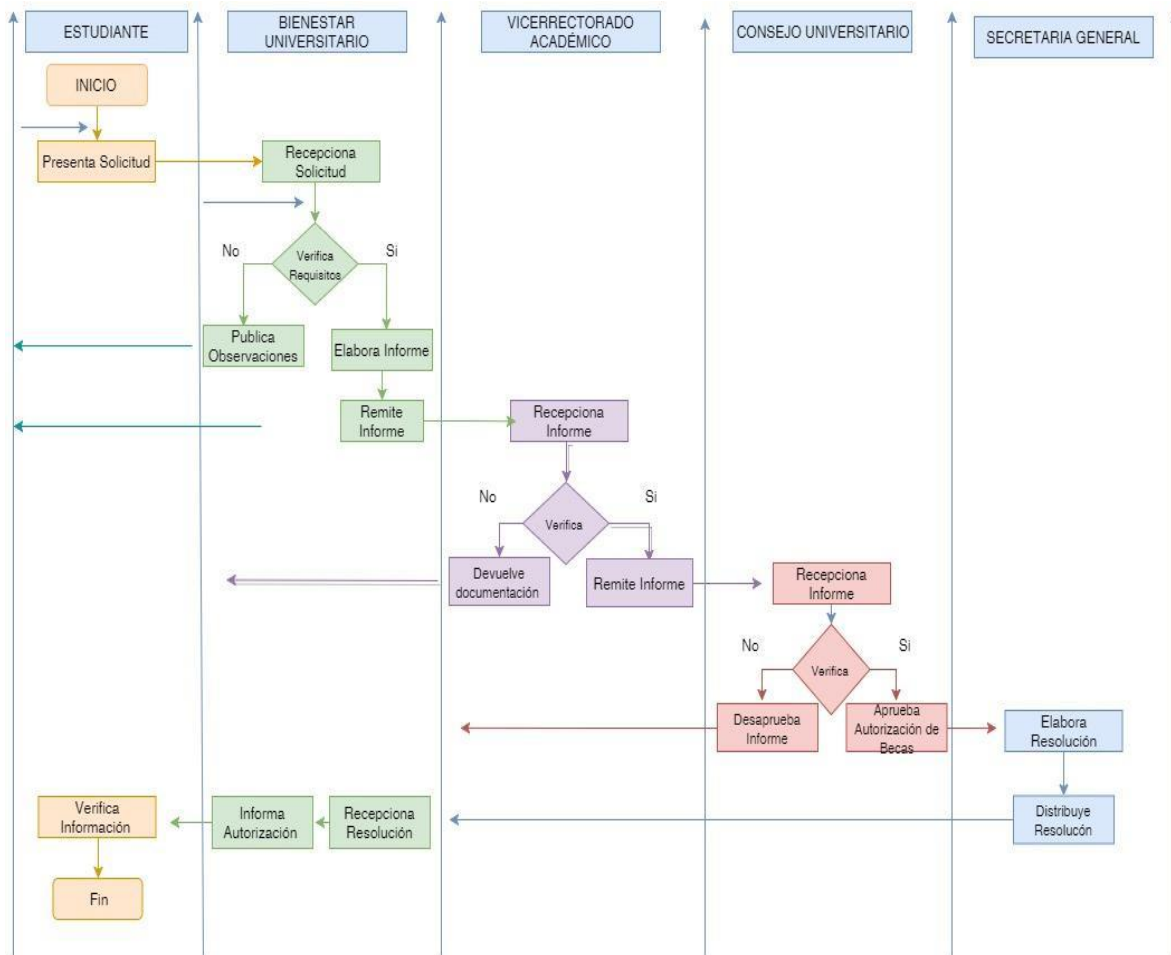 ESTUDIANTE
BIENESTAR
UNIVERSITARIO
VICERRECTORADO
ACADÉMICO
CONSEJO UNIVERSITARIO
SECRETARIA GENERAL
INICIO
Presenta Solicitud
Recepciona
Solicitud
No
Si
Verifica
Requisitos
Publica
Observaciones
Elabora Informe
Remite
Informe
Recepciona
Informe
No
Si
Verifica
Devuelve
documentación
Remite Informe
Recepciona
Informe
No
Si
Verifica
Desaprueba
Informe
Aprueba
Autorización de
Becas
Elabora
Resolución
Verifica
Información
Informa
Autorización
Recepciona
Resolución
Distribuye
Resolucón
Fin